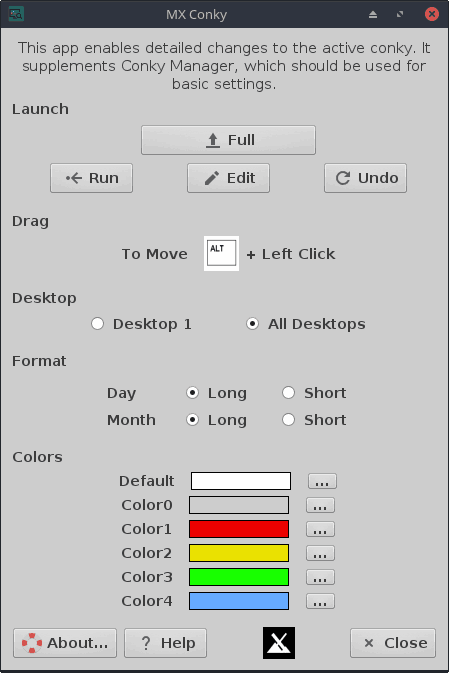 MX Conky
This app enables detailed changes to the active conky. It
supplements Conky Manager, which should be used for
basic settings.
Launch
Full
Run Edit Undo
Drag
To Move ALT + Left Click
Desktop
Desktop 1 All Desktops
Format
Day Long Short
Month Long Short
Colors
Default ...
Color0 ...
Color1 ...
Color2 ...
Color3 ...
Color4 ...
About... ? Help Close